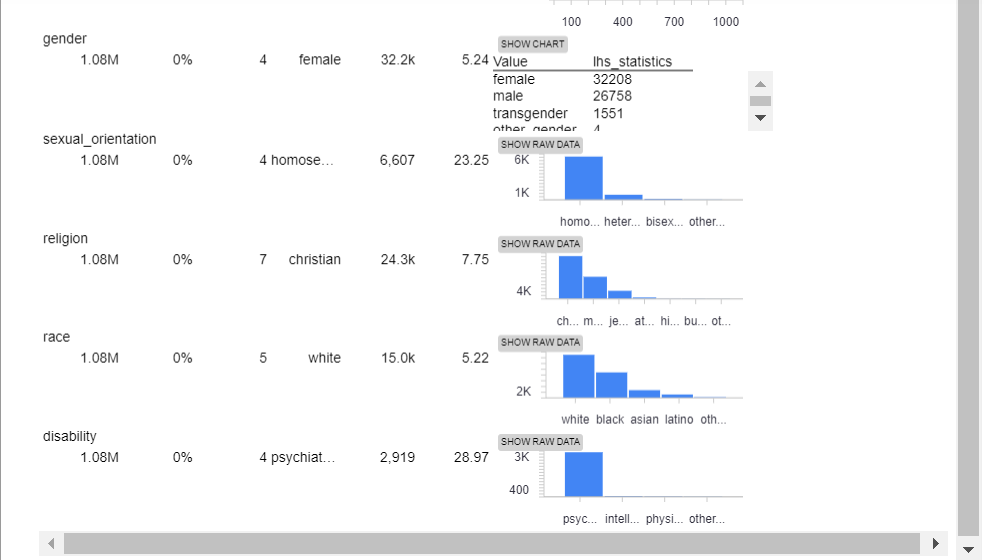 100 400 700 1000
gender
1.08M 0% 4 female 32.2k 5.24
SHOW CHART
Value lhs_statistics
female 32208
male 26758
transgender 1551
other_gender 4
sexual_orientation
1.08M 0% 4 homose... 6,607 23.25
SHOW RAW DATA
6K
1K
homo... heter... bisex... other...
religion
1.08M 0% 7 christian 24.3k 7.75
SHOW RAW DATA
4K
ch... m... je... at... hi... bu... ot...
race
1.08M 0% 5 white 15.0k 5.22
SHOW RAW DATA
2K
white black asian latino oth...
disability
1.08M 0% 4 psychiat... 2,919 28.97
SHOW RAW DATA
3K
400
psyc... intell... physi... other...